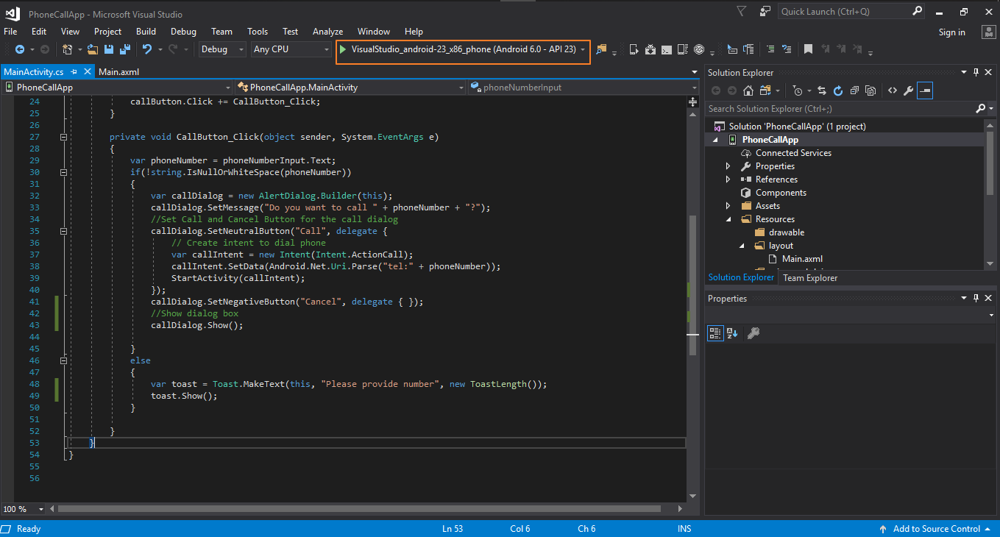 PhoneCallApp - Microsoft Visual Studio
Quick Launch (Ctrl+Q)
File Edit View Project Build Debug Team Tools Test Analyze Window Help
Sign in
Debug Any CPU VisualStudio_android-23_x86_phone (Android 6.0 - API 23)
MainActivity.cs Main.axml
PhoneCallApp PhoneCallApp.MainActivity phoneNumberInput
24 callButton.Click += CallButton_Click;
25 }
26
27 private void CallButton_Click(object sender, System.EventArgs e)
28 {
29 var phoneNumber = phoneNumberInput.Text;
30 if(!string.IsNullOrWhiteSpace(phoneNumber))
31 {
32 var callDialog = new AlertDialog.Builder(this);
33 callDialog.SetMessage("Do you want to call " + phoneNumber + "?");
34 //Set Call and Cancel Button for the call dialog
35 callDialog.SetNeutralButton("Call", delegate {
36 // Create intent to dial phone
37 var callIntent = new Intent(Intent.ActionCall);
38 callIntent.SetData(Android.Net.Uri.Parse("tel:" + phoneNumber));
39 StartActivity(callIntent);
40 });
41 callDialog.SetNegativeButton("Cancel", delegate { });
42 //Show dialog box
43 callDialog.Show();
44
45 }
46 else
47 {
48 var toast = Toast.MakeText(this, "Please provide number", new ToastLength());
49 toast.Show();
50 }
51
52 }
53 }
54 }
55
56
100 %
Solution Explorer
Search Solution Explorer (Ctrl+;)
Solution 'PhoneCallApp' (1 project)
PhoneCallApp
Connected Services
Properties
References
Components
Assets
Resources
drawable
layout
Main.axml
Solution Explorer Team Explorer
Properties
Ready Ln 53 Col 6 Ch 6 INS Add to Source Control